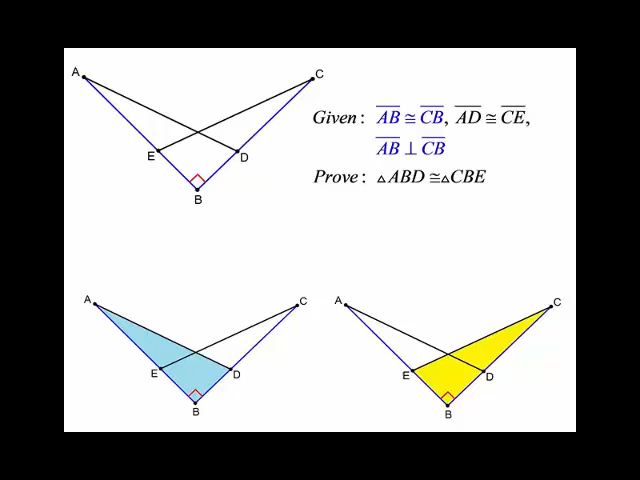 A
C
Given: AB ≅ CB, AD ≅ CE,
AB ⊥ CB
E
D
Prove: △ABD ≅ △CBE
B
A
C
A
C
E
D
E
D
B
B